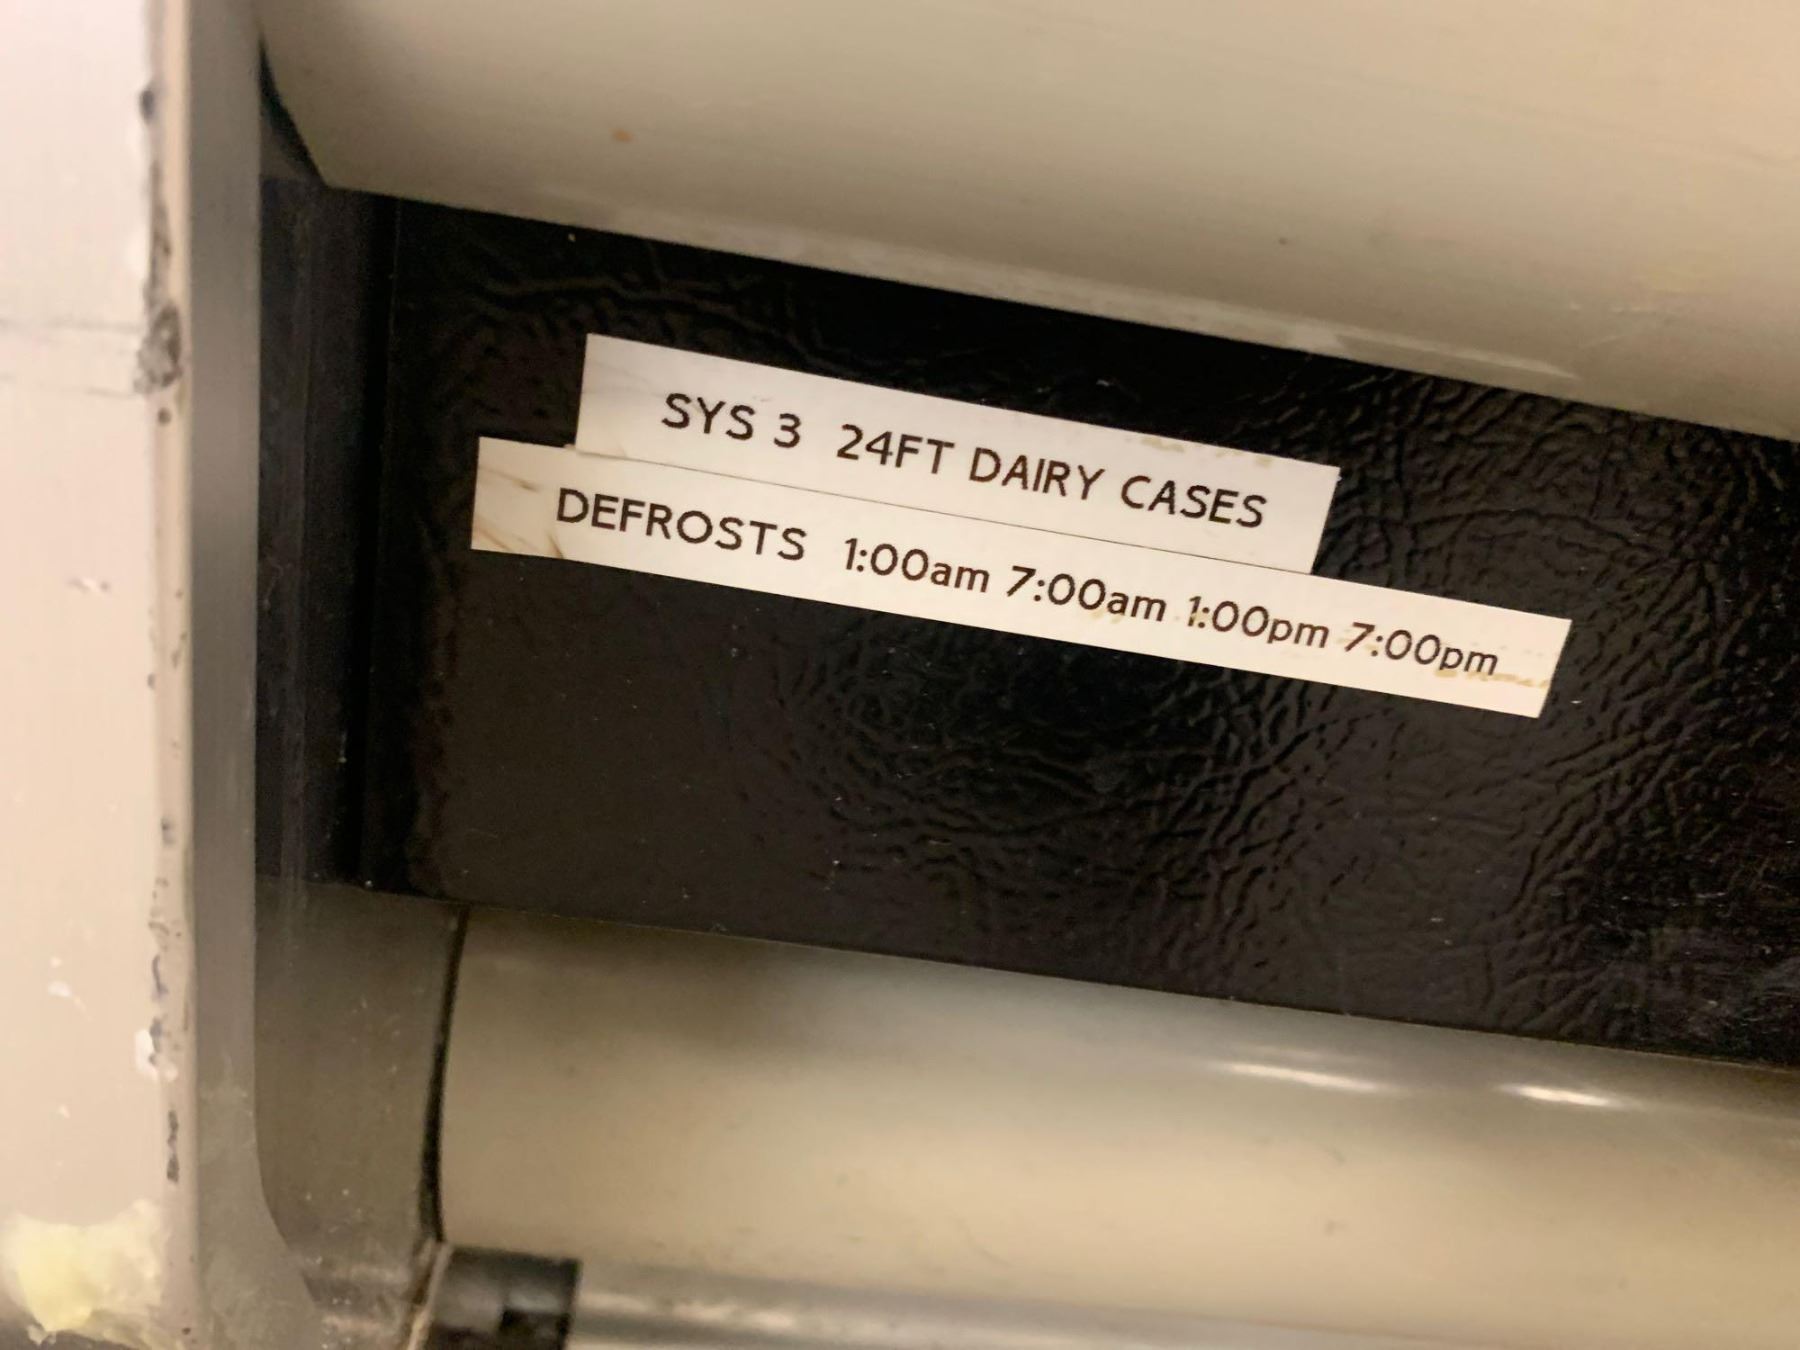 SYS 3 24FT DAIRY CASES
DEFROSTS 1:00am 7:00am 1:00pm 7:00pm